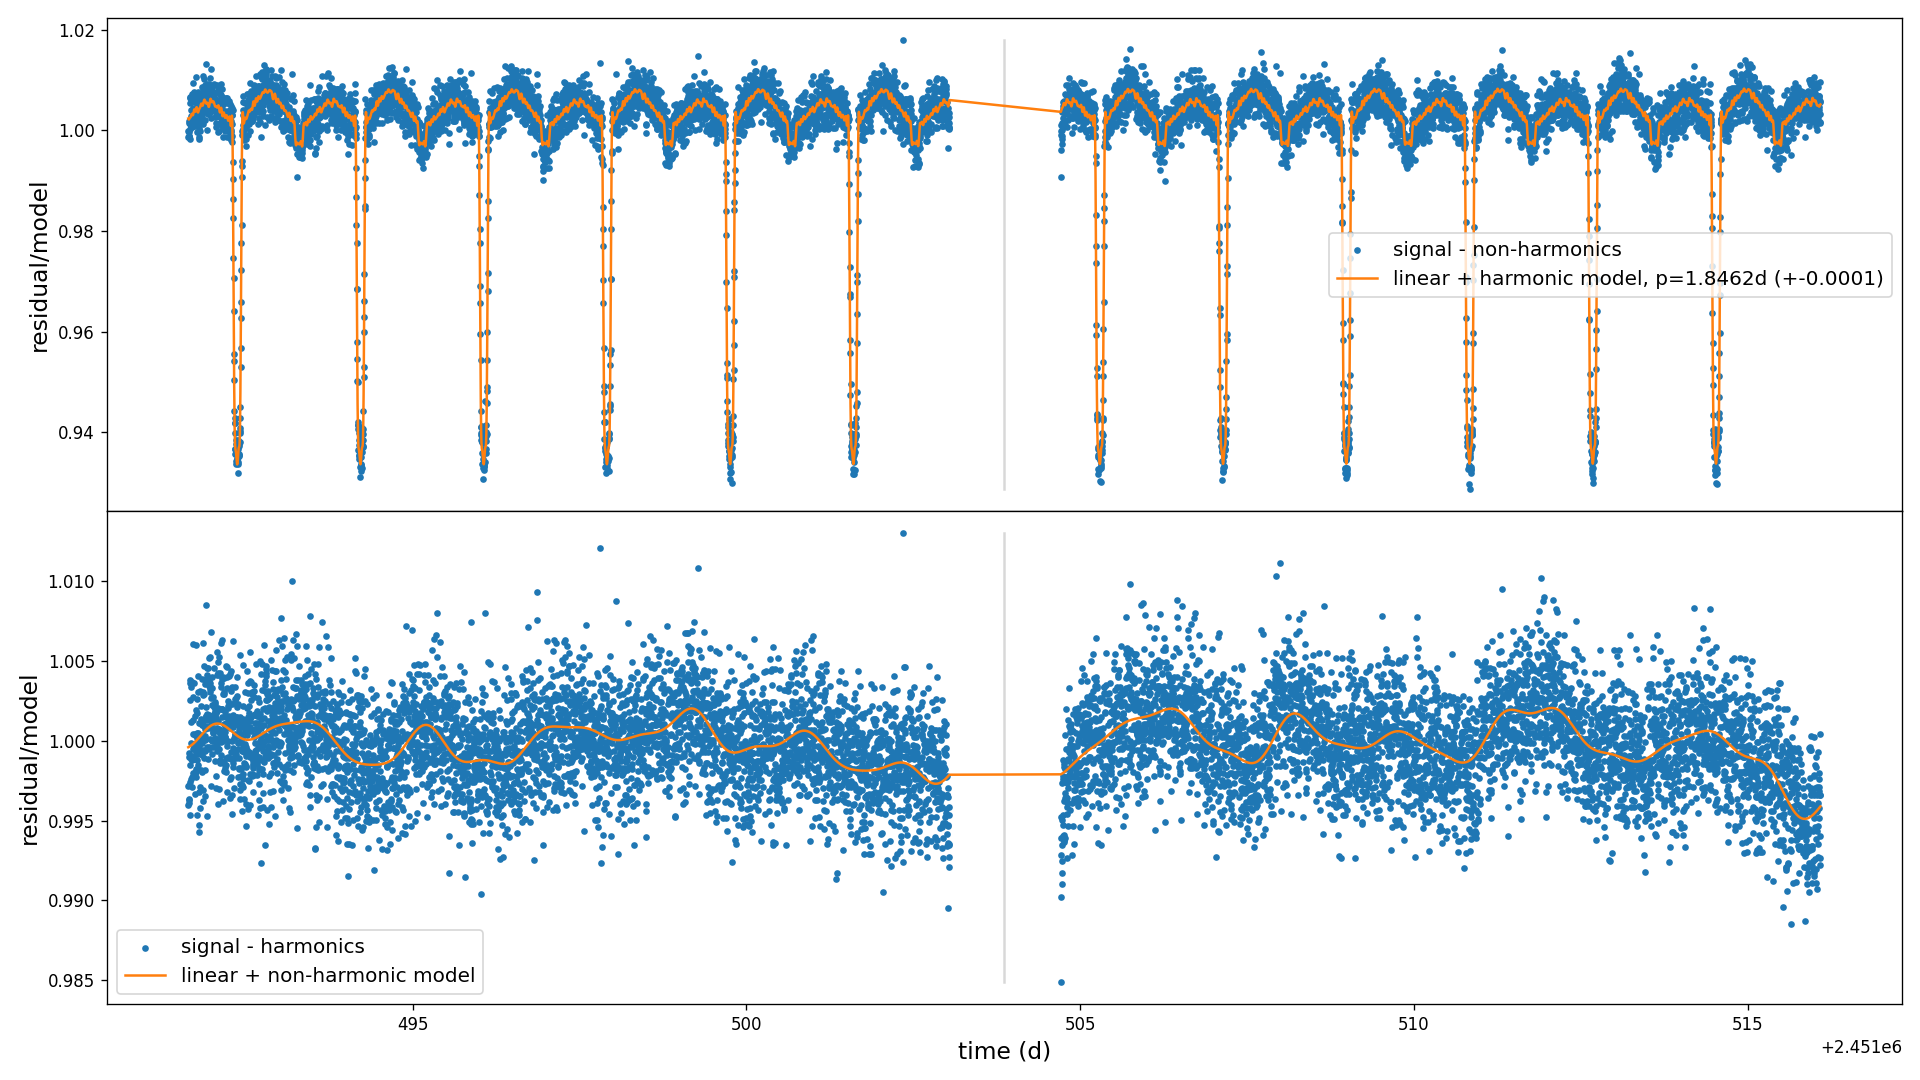 1.02
1.00
0.98
0.96
0.94
residual/model
signal - non-harmonics
linear + harmonic model, p=1.8462d (+-0.0001)
1.010
1.005
1.000
0.995
0.990
0.985
residual/model
signal - harmonics
linear + non-harmonic model
495 500 505 510 515
+2.451e6
time (d)